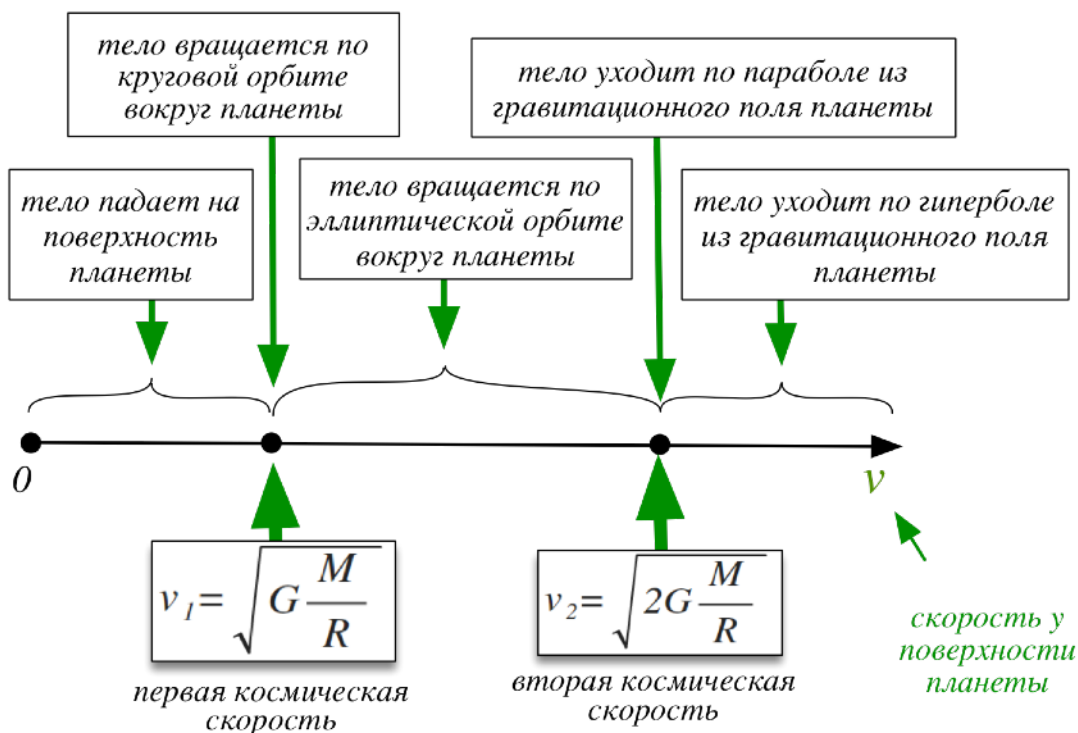 тело вращается по
круговой орбите
вокруг планеты
тело уходит по параболе из
гравитационного поля планеты
тело падает на
поверхность
планеты
тело вращается по
эллиптической орбите
вокруг планеты
тело уходит по гиперболе
из гравитационного поля
планеты
0
v
v₁ = √(G M/R)
v₂ = √(2G M/R)
первая космическая
скорость
вторая космическая
скорость
скорость у
поверхности
планеты